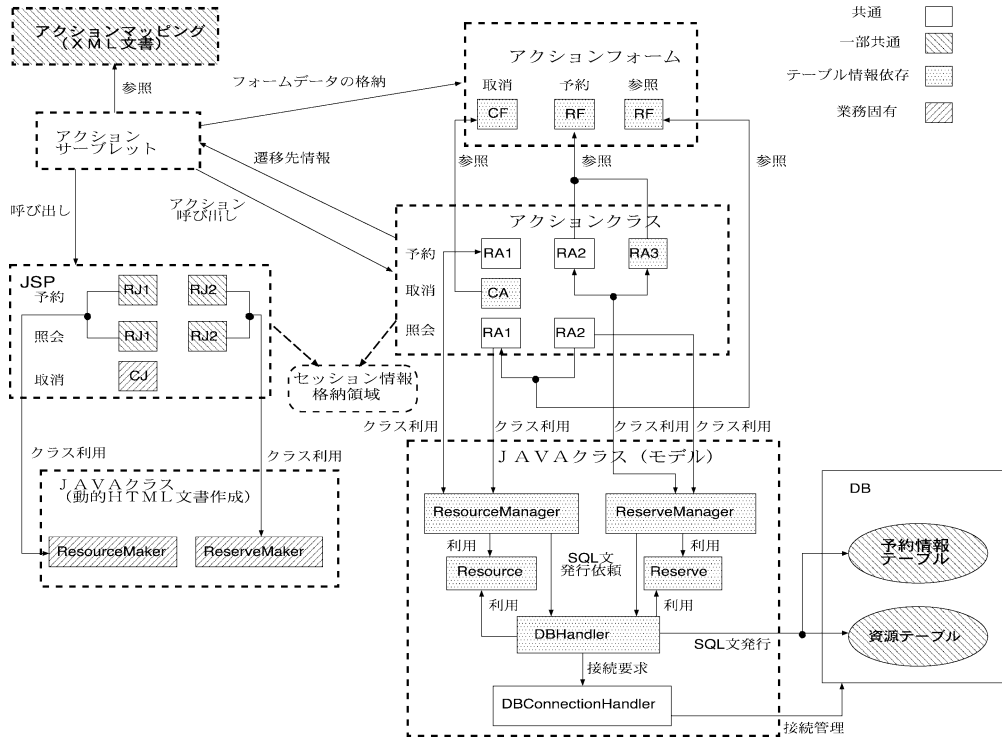 アクションマッピング
(XML文書)
参照
アクション
サーブレット
フォームデータの格納
遷移先情報
アクション
呼び出し
呼び出し
アクションフォーム
取消 予約 参照
CF RF RF
参照 参照 参照
共通
一部共通
テーブル情報依存
業務固有
アクションクラス
予約 RA1 RA2 RA3
取消 CA
照会 RA1 RA2
JSP
予約 RJ1 RJ2
照会 RJ1 RJ2
取消 CJ
セッション情報
格納領域
クラス利用 クラス利用
クラス利用 クラス利用 クラス利用 クラス利用
JAVAクラス
(動的HTML文書作成)
ResourceMaker ReserveMaker
JAVAクラス(モデル)
ResourceManager ReserveManager
利用 SQL文
発行依頼 利用
Resource Reserve
利用 利用
DBHandler
SQL文発行
接続要求
DBConnectionHandler
接続管理
DB
予約情報
テーブル
資源テーブル